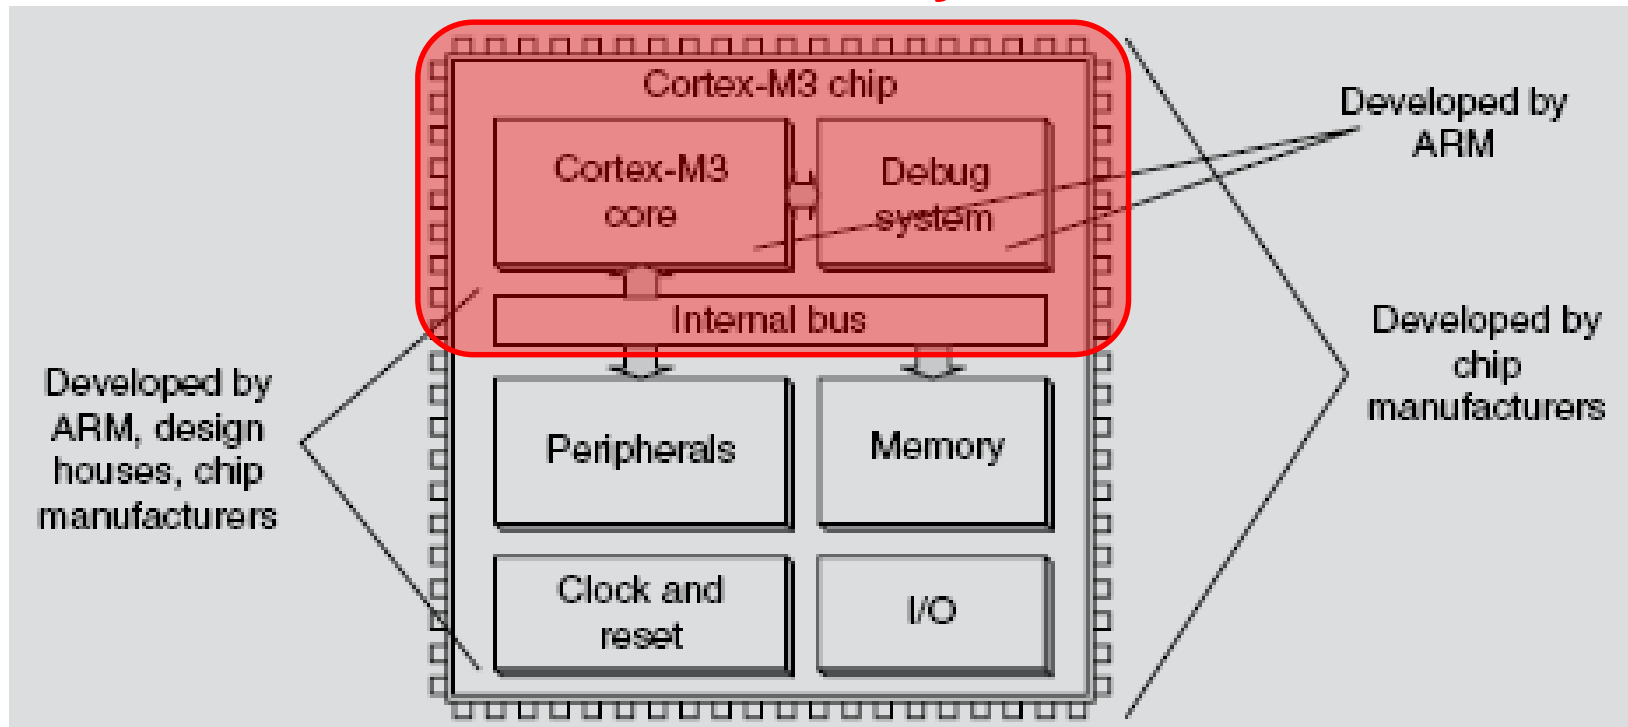 Cortex-M3 chip
Cortex-M3
core
Debug
system
Internal bus
Peripherals
Memory
Clock and
reset
I/O
Developed by
ARM
Developed by
chip
manufacturers
Developed by
ARM, design
houses, chip
manufacturers